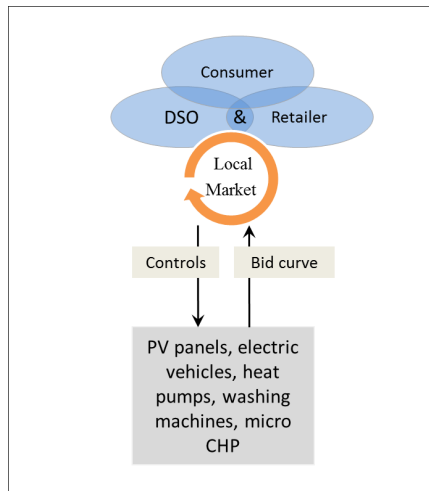 Consumer
DSO & Retailer
Local
Market
Controls Bid curve
PV panels, electric
vehicles, heat
pumps, washing
machines, micro
CHP